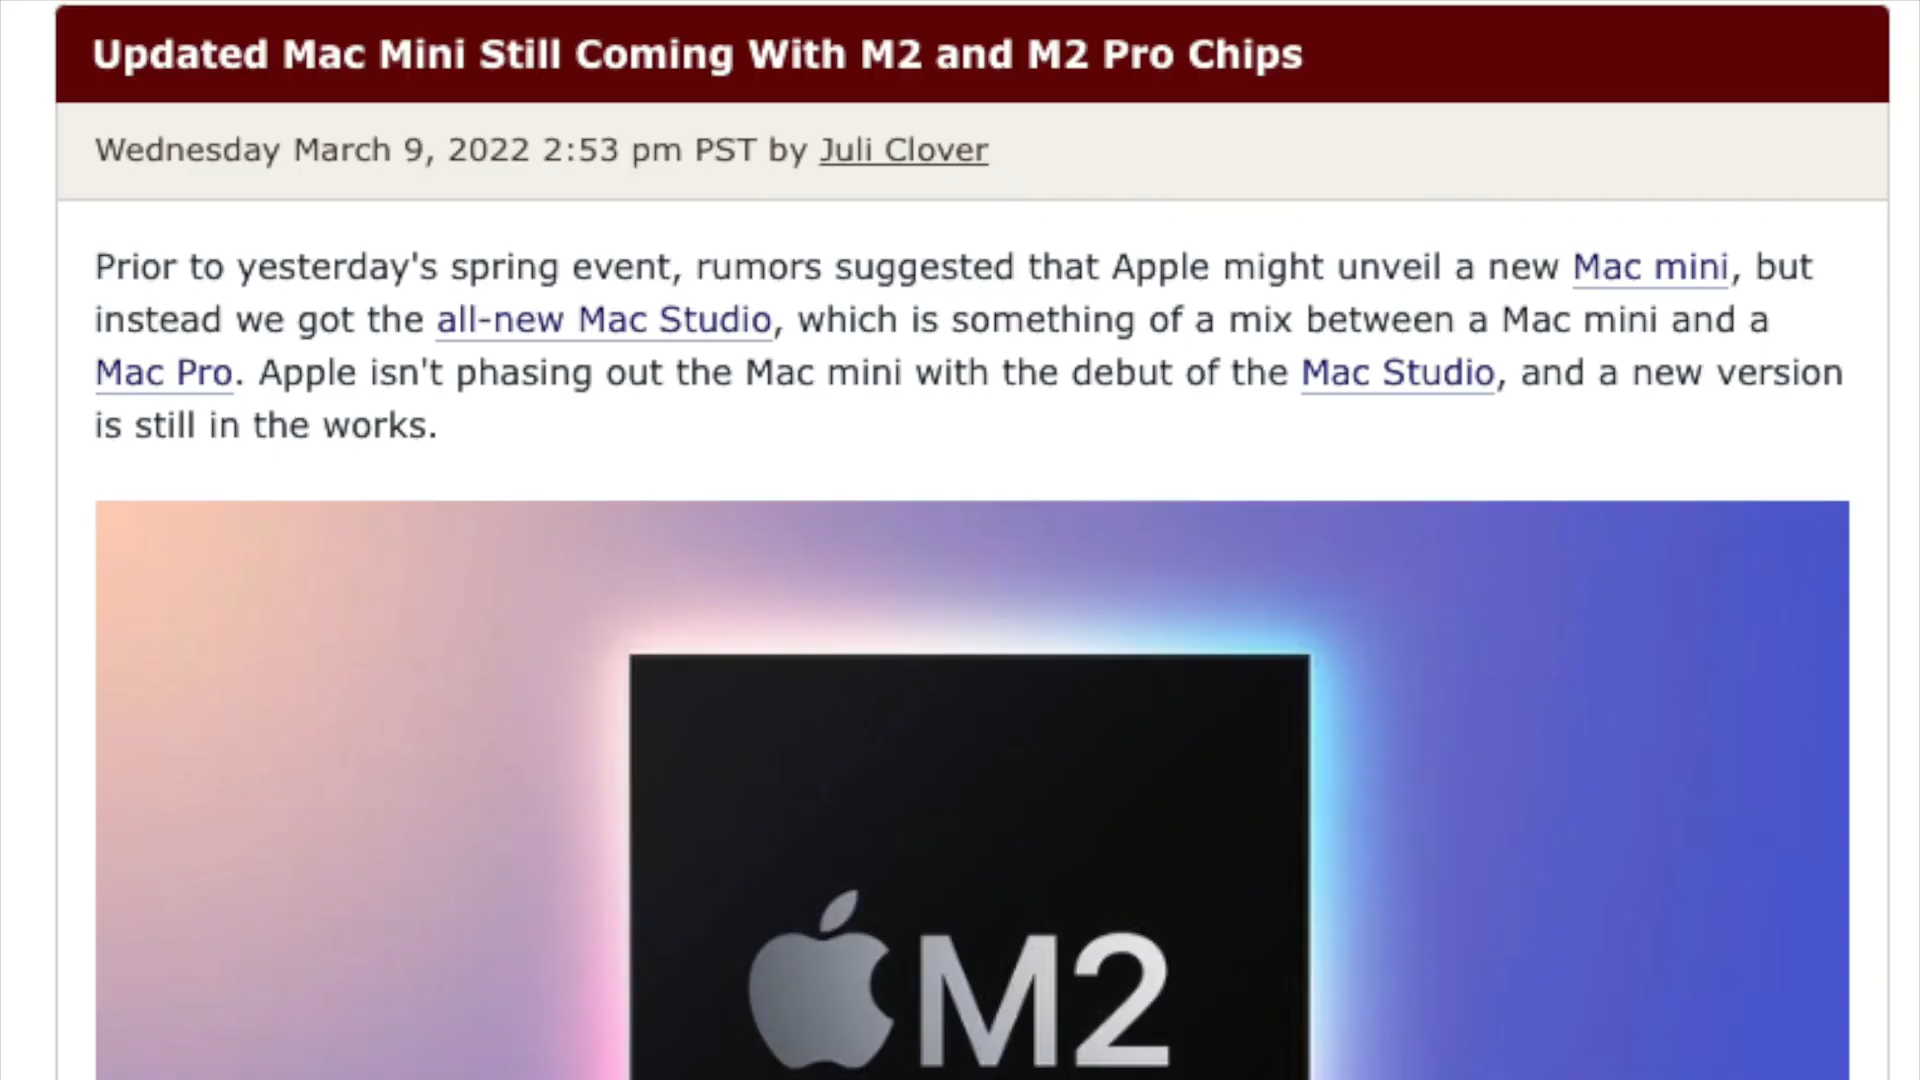 Updated Mac Mini Still Coming With M2 and M2 Pro Chips
Wednesday March 9, 2022 2:53 pm PST by Juli Clover
Prior to yesterday's spring event, rumors suggested that Apple might unveil a new Mac mini, but
instead we got the all-new Mac Studio, which is something of a mix between a Mac mini and a
Mac Pro. Apple isn't phasing out the Mac mini with the debut of the Mac Studio, and a new version
is still in the works.
M2